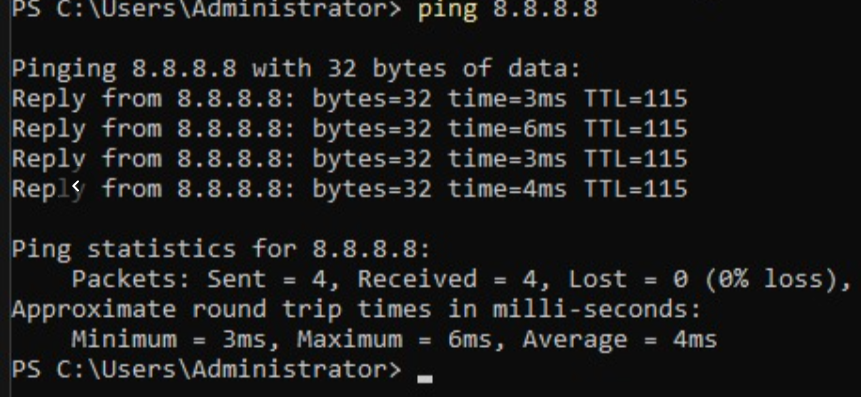 PS C:\Users\Administrator> ping 8.8.8.8
Pinging 8.8.8.8 with 32 bytes of data:
Reply from 8.8.8.8: bytes=32 time=3ms TTL=115
Reply from 8.8.8.8: bytes=32 time=6ms TTL=115
Reply from 8.8.8.8: bytes=32 time=3ms TTL=115
Reply from 8.8.8.8: bytes=32 time=4ms TTL=115
Ping statistics for 8.8.8.8:
Packets: Sent = 4, Received = 4, Lost = 0 (0% loss),
Approximate round trip times in milli-seconds:
Minimum = 3ms, Maximum = 6ms, Average = 4ms
PS C:\Users\Administrator>